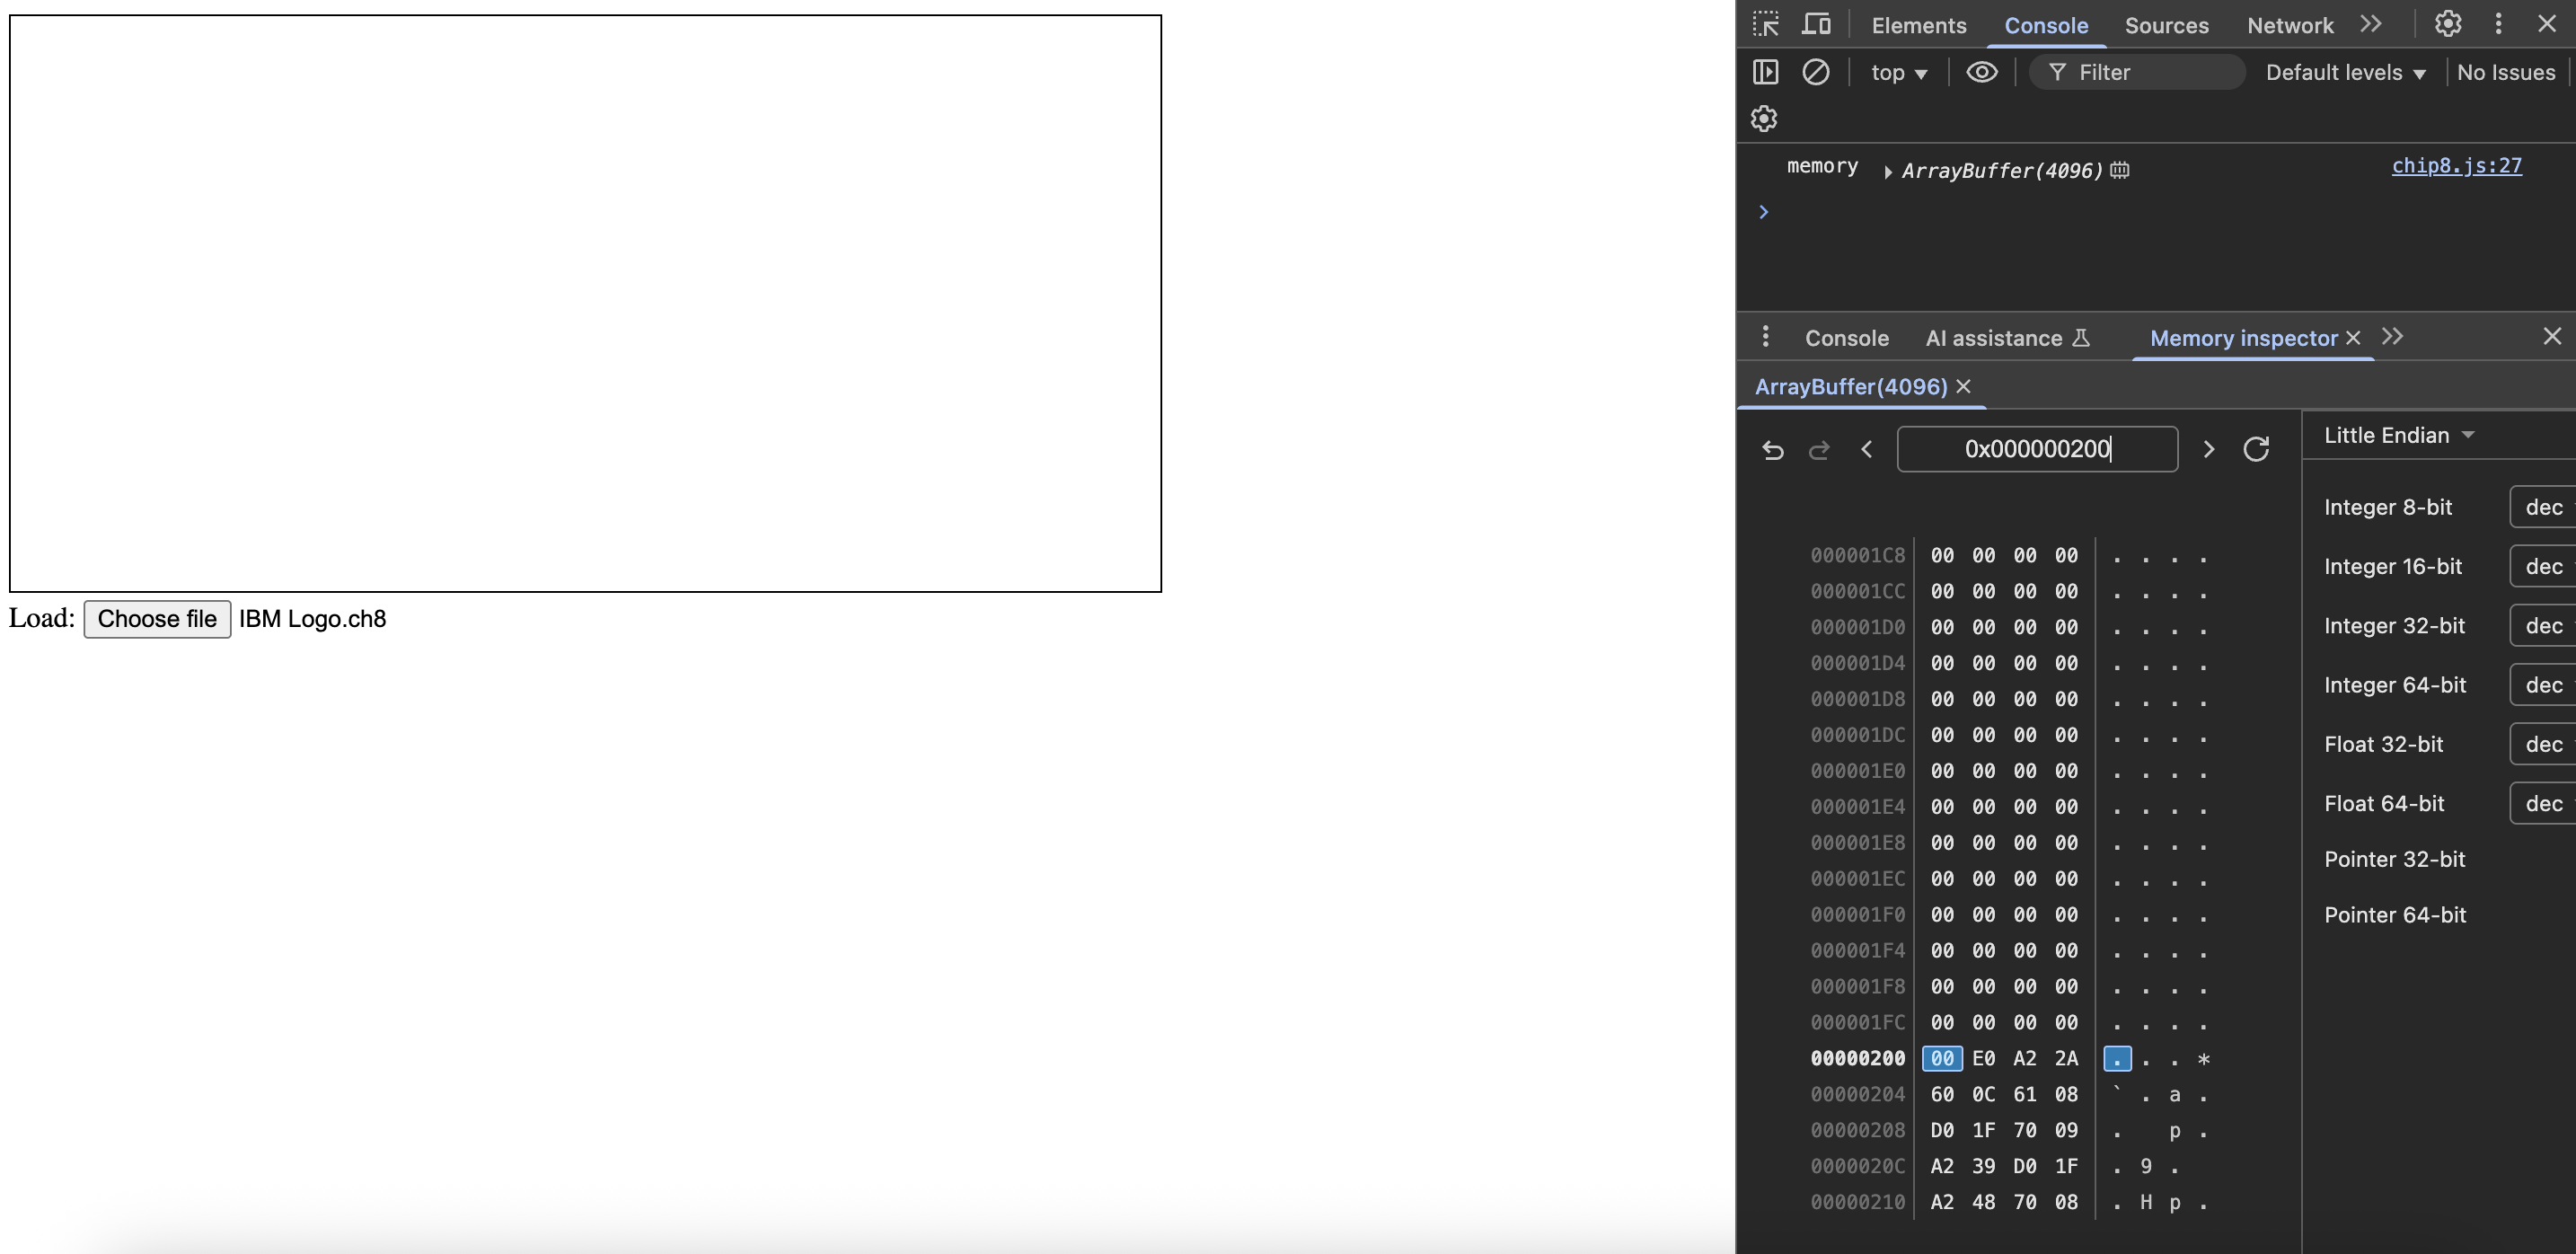 Load: Choose file IBM Logo.ch8
Elements Console Sources Network
top Filter Default levels No Issues
memory ArrayBuffer(4096) chip8.js:27
Console AI assistance Memory inspector
ArrayBuffer(4096)
0x000000200
000001C8 00 00 00 00 . . . .
000001CC 00 00 00 00 . . . .
000001D0 00 00 00 00 . . . .
000001D4 00 00 00 00 . . . .
000001D8 00 00 00 00 . . . .
000001DC 00 00 00 00 . . . .
000001E0 00 00 00 00 . . . .
000001E4 00 00 00 00 . . . .
000001E8 00 00 00 00 . . . .
000001EC 00 00 00 00 . . . .
000001F0 00 00 00 00 . . . .
000001F4 00 00 00 00 . . . .
000001F8 00 00 00 00 . . . .
000001FC 00 00 00 00 . . . .
00000200 00 E0 A2 2A . . . *
00000204 60 0C 61 08 ` . a .
00000208 D0 1F 70 09 .   p .
0000020C A2 39 D0 1F . 9 .
00000210 A2 48 70 08 . H p .
Little Endian
Integer 8-bit dec
Integer 16-bit dec
Integer 32-bit dec
Integer 64-bit dec
Float 32-bit dec
Float 64-bit dec
Pointer 32-bit
Pointer 64-bit